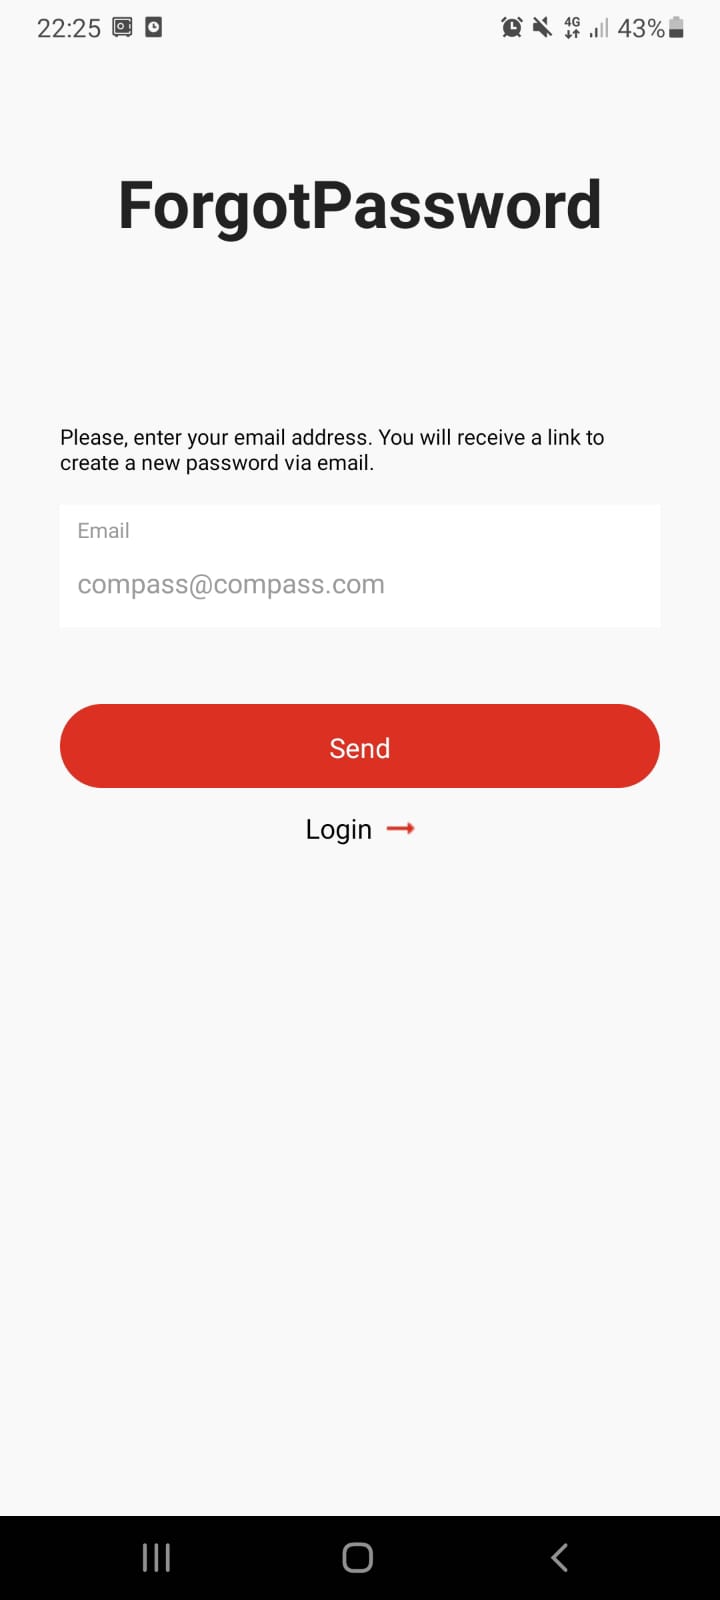 22:25 4G 43%
ForgotPassword
Please, enter your email address. You will receive a link to
create a new password via email.
Email
compass@compass.com
Send
Login